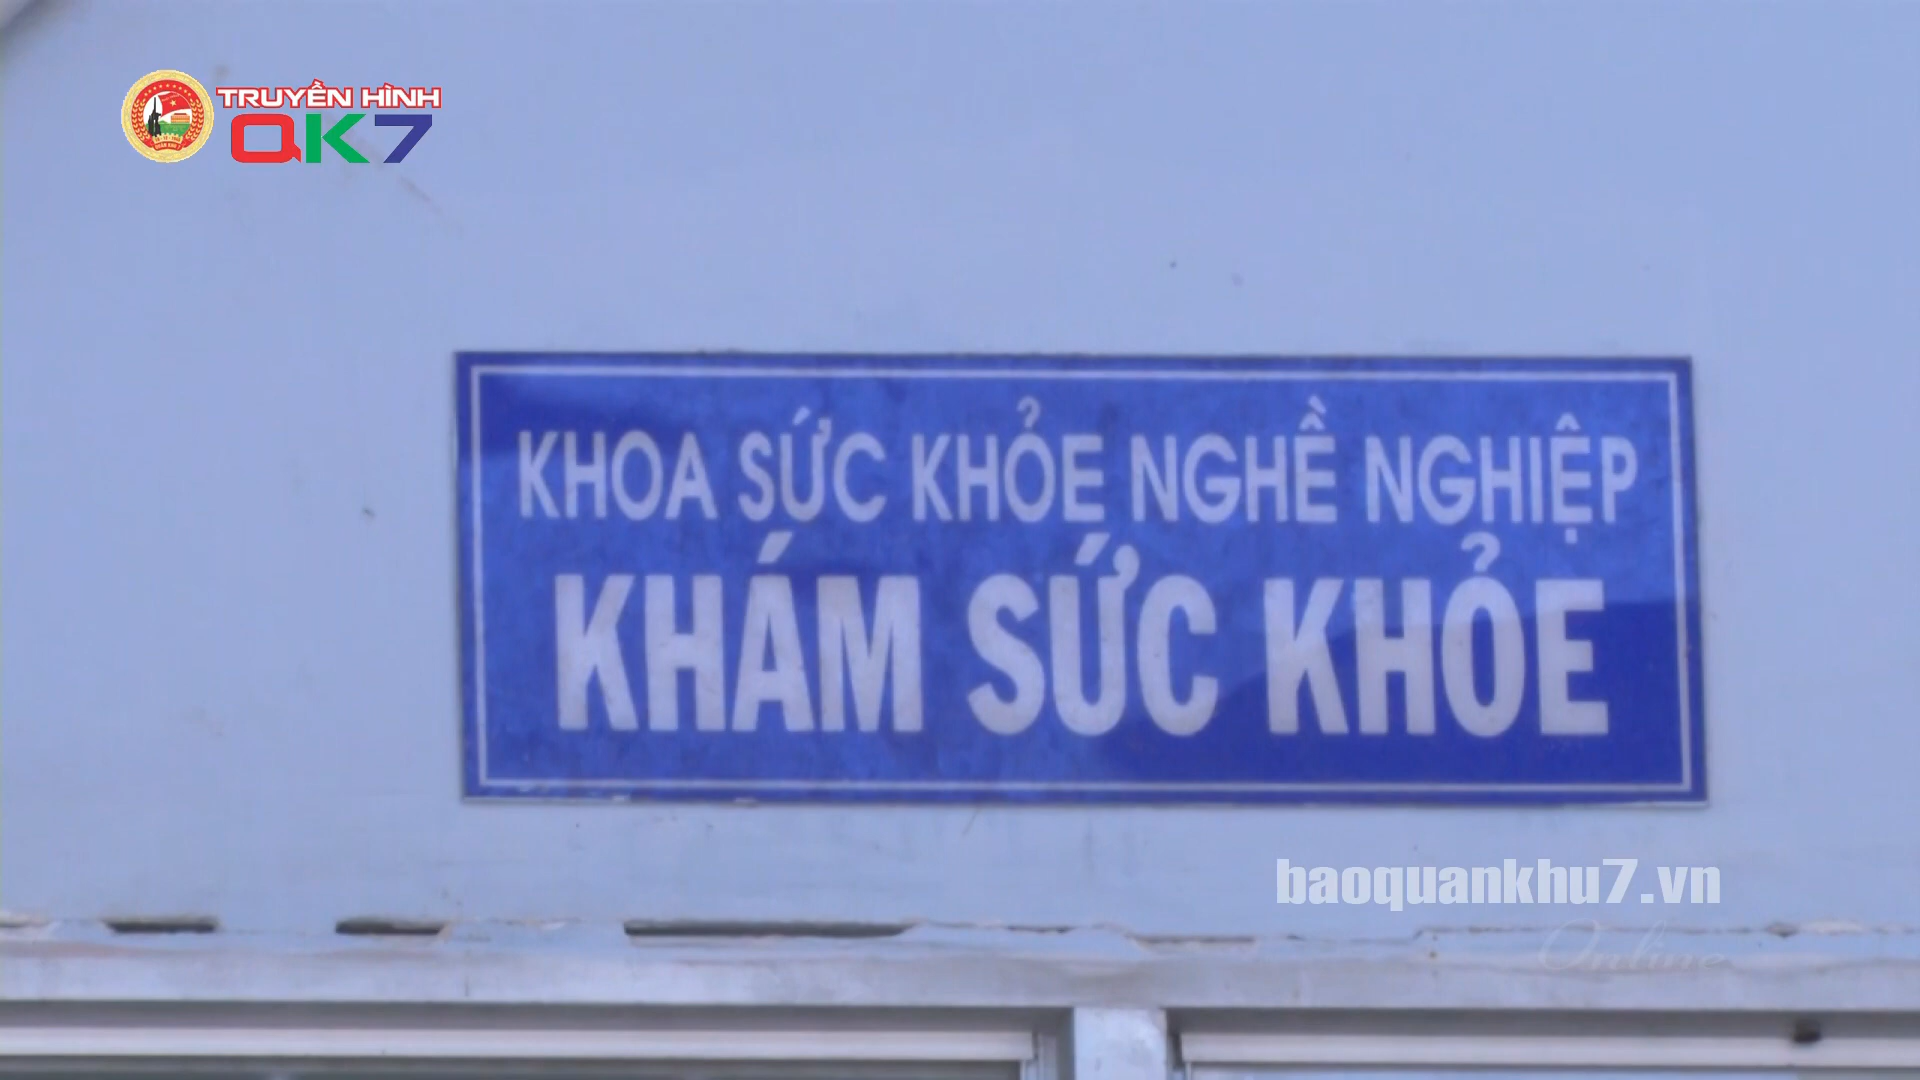 TRUYỀN HÌNH
QK7
KHOA SỨC KHỎE NGHỀ NGHIỆP
KHÁM SỨC KHỎE
baoquankhu7.vn
Online